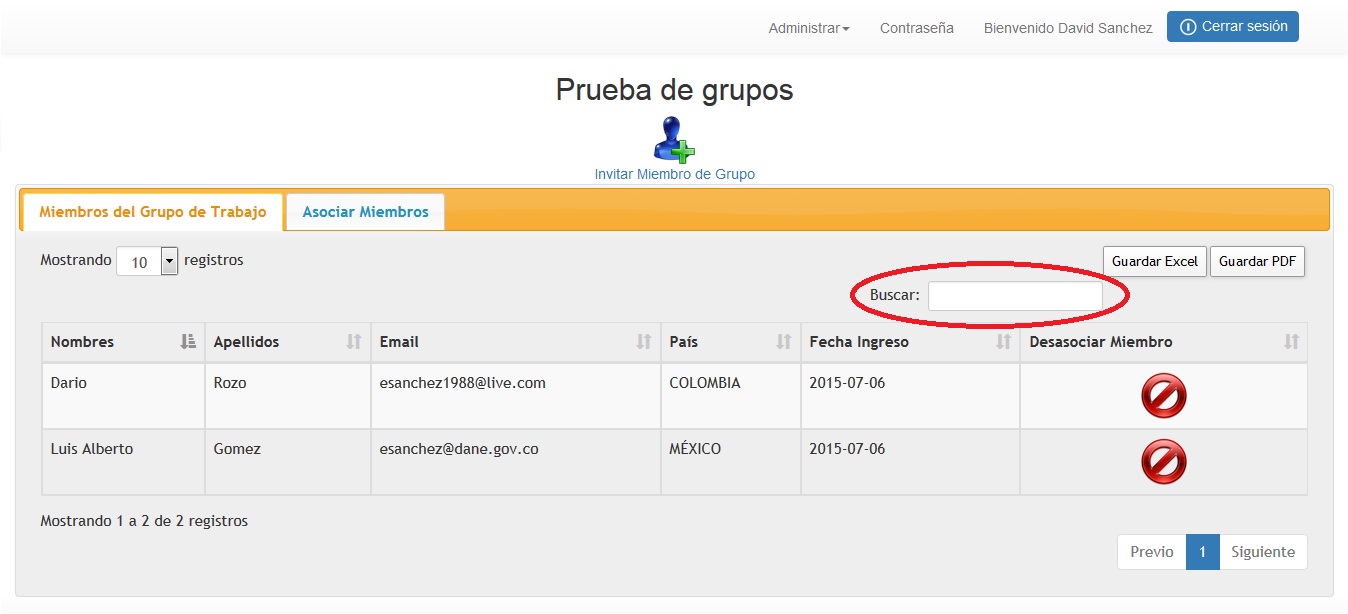 Administrar Contraseña Bienvenido David Sanchez Cerrar sesión
Prueba de grupos
Invitar Miembro de Grupo
Miembros del Grupo de Trabajo Asociar Miembros
Mostrando 10 registros Guardar Excel Guardar PDF
Buscar:
Nombres Apellidos Email País Fecha Ingreso Desasociar Miembro
Dario Rozo esanchez1988@live.com COLOMBIA 2015-07-06
Luis Alberto Gomez esanchez@dane.gov.co MÉXICO 2015-07-06
Mostrando 1 a 2 de 2 registros
Previo 1 Siguiente